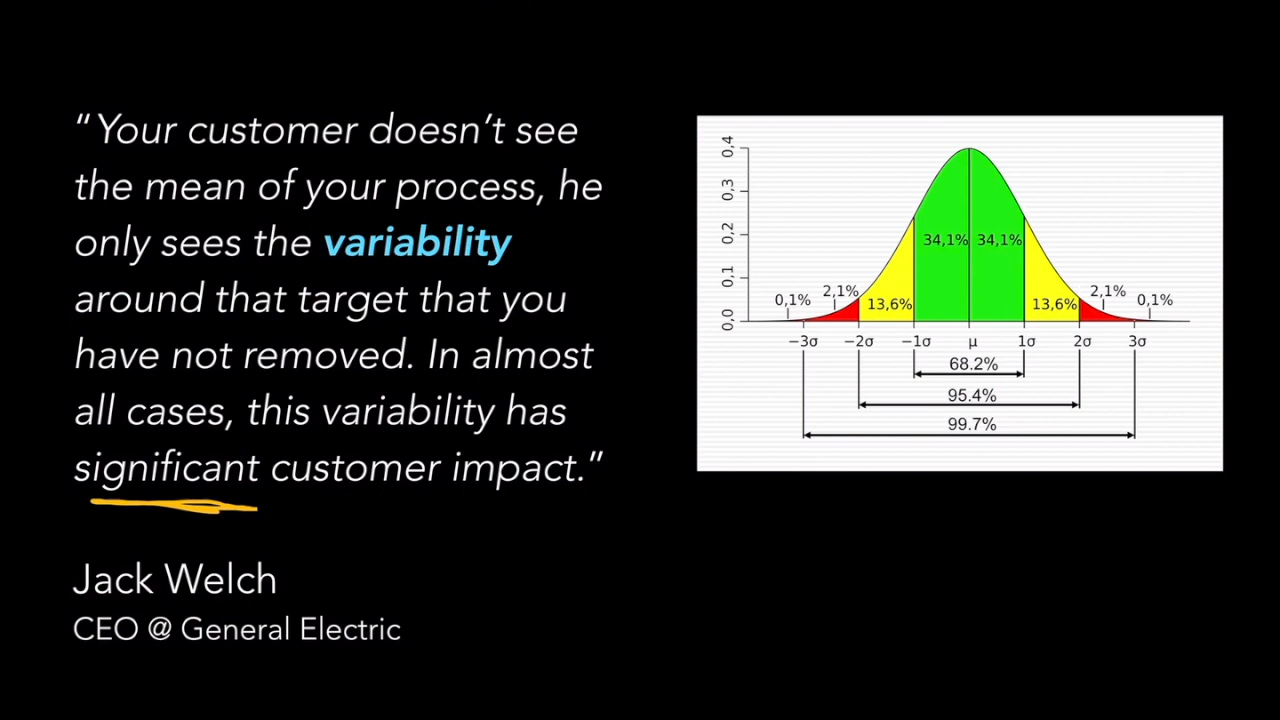 “Your customer doesn’t see
the mean of your process, he
only sees the variability
around that target that you
have not removed. In almost
all cases, this variability has
significant customer impact.”
Jack Welch
CEO @ General Electric
0,4
0,3
0,2
0,1
0,0
34,1% 34,1%
0,1% 2,1% 13,6% 13,6% 2,1% 0,1%
−3σ −2σ −1σ μ 1σ 2σ 3σ
68.2%
95.4%
99.7%